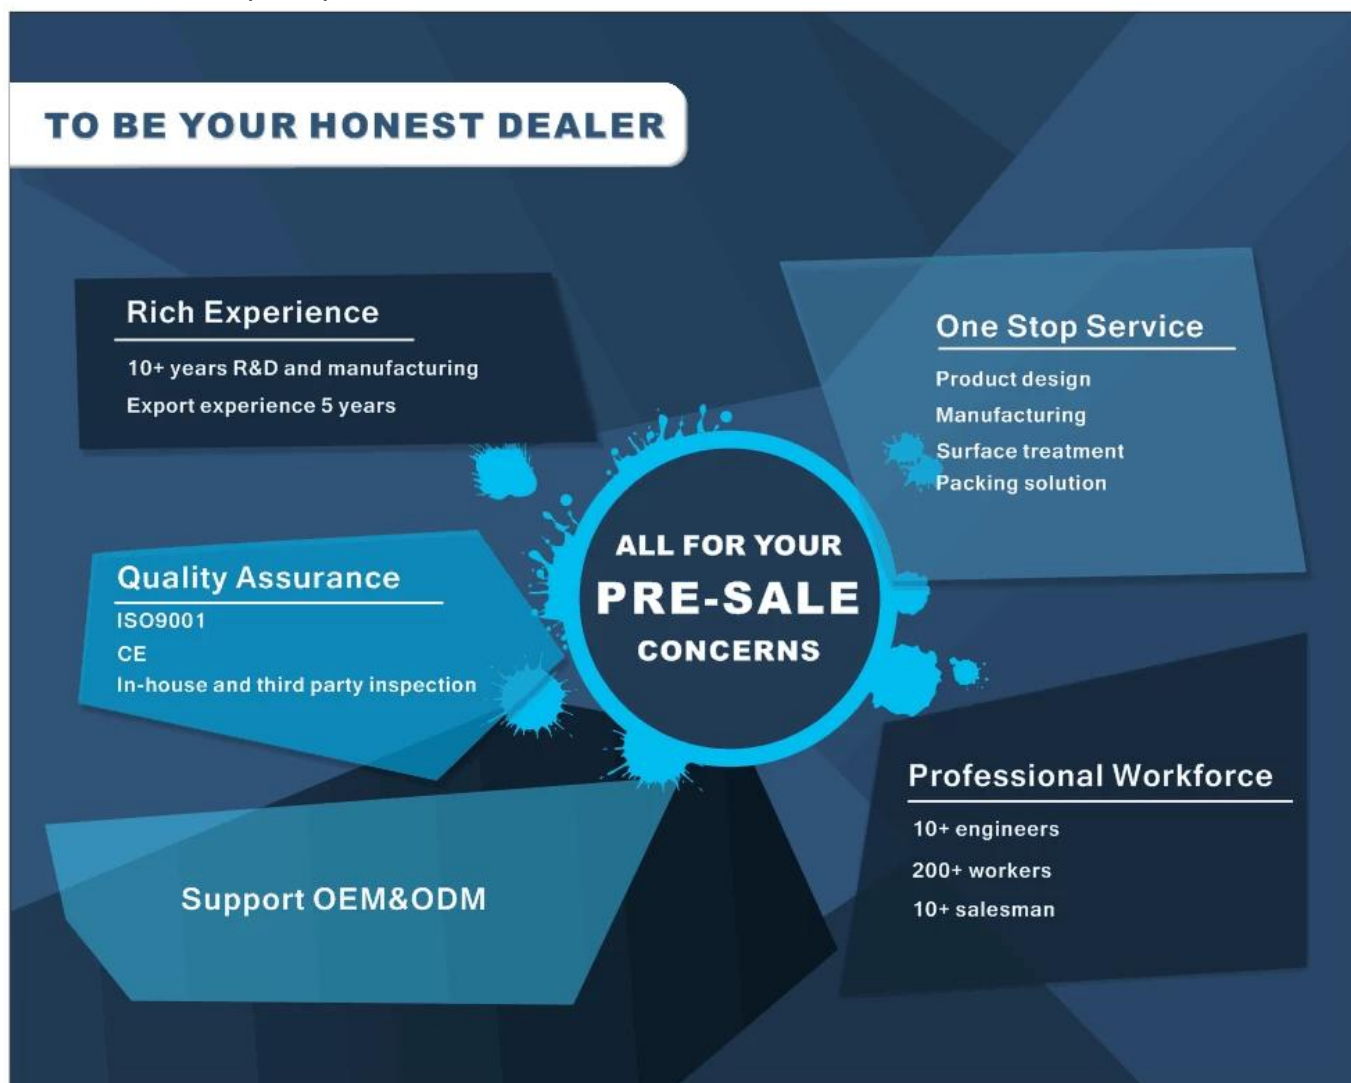 TO BE YOUR HONEST DEALER
Rich Experience
10+ years R&D and manufacturing
Export experience 5 years
One Stop Service
Product design
Manufacturing
Surface treatment
Packing solution
ALL FOR YOUR
PRE-SALE
CONCERNS
Quality Assurance
ISO9001
CE
In-house and third party inspection
Professional Workforce
10+ engineers
200+ workers
10+ salesman
Support OEM&ODM